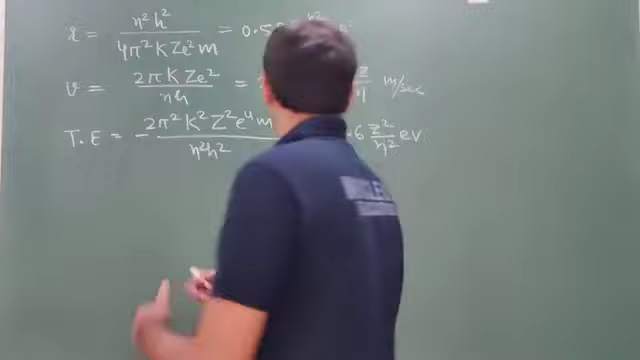 r = n²h² / 4π²KZe²m = 0.5
v = 2πKZe² / nh = Z m/sec
T.E = - 2π²K²Z²e⁴m / n²h² .6 Z²/n² eV